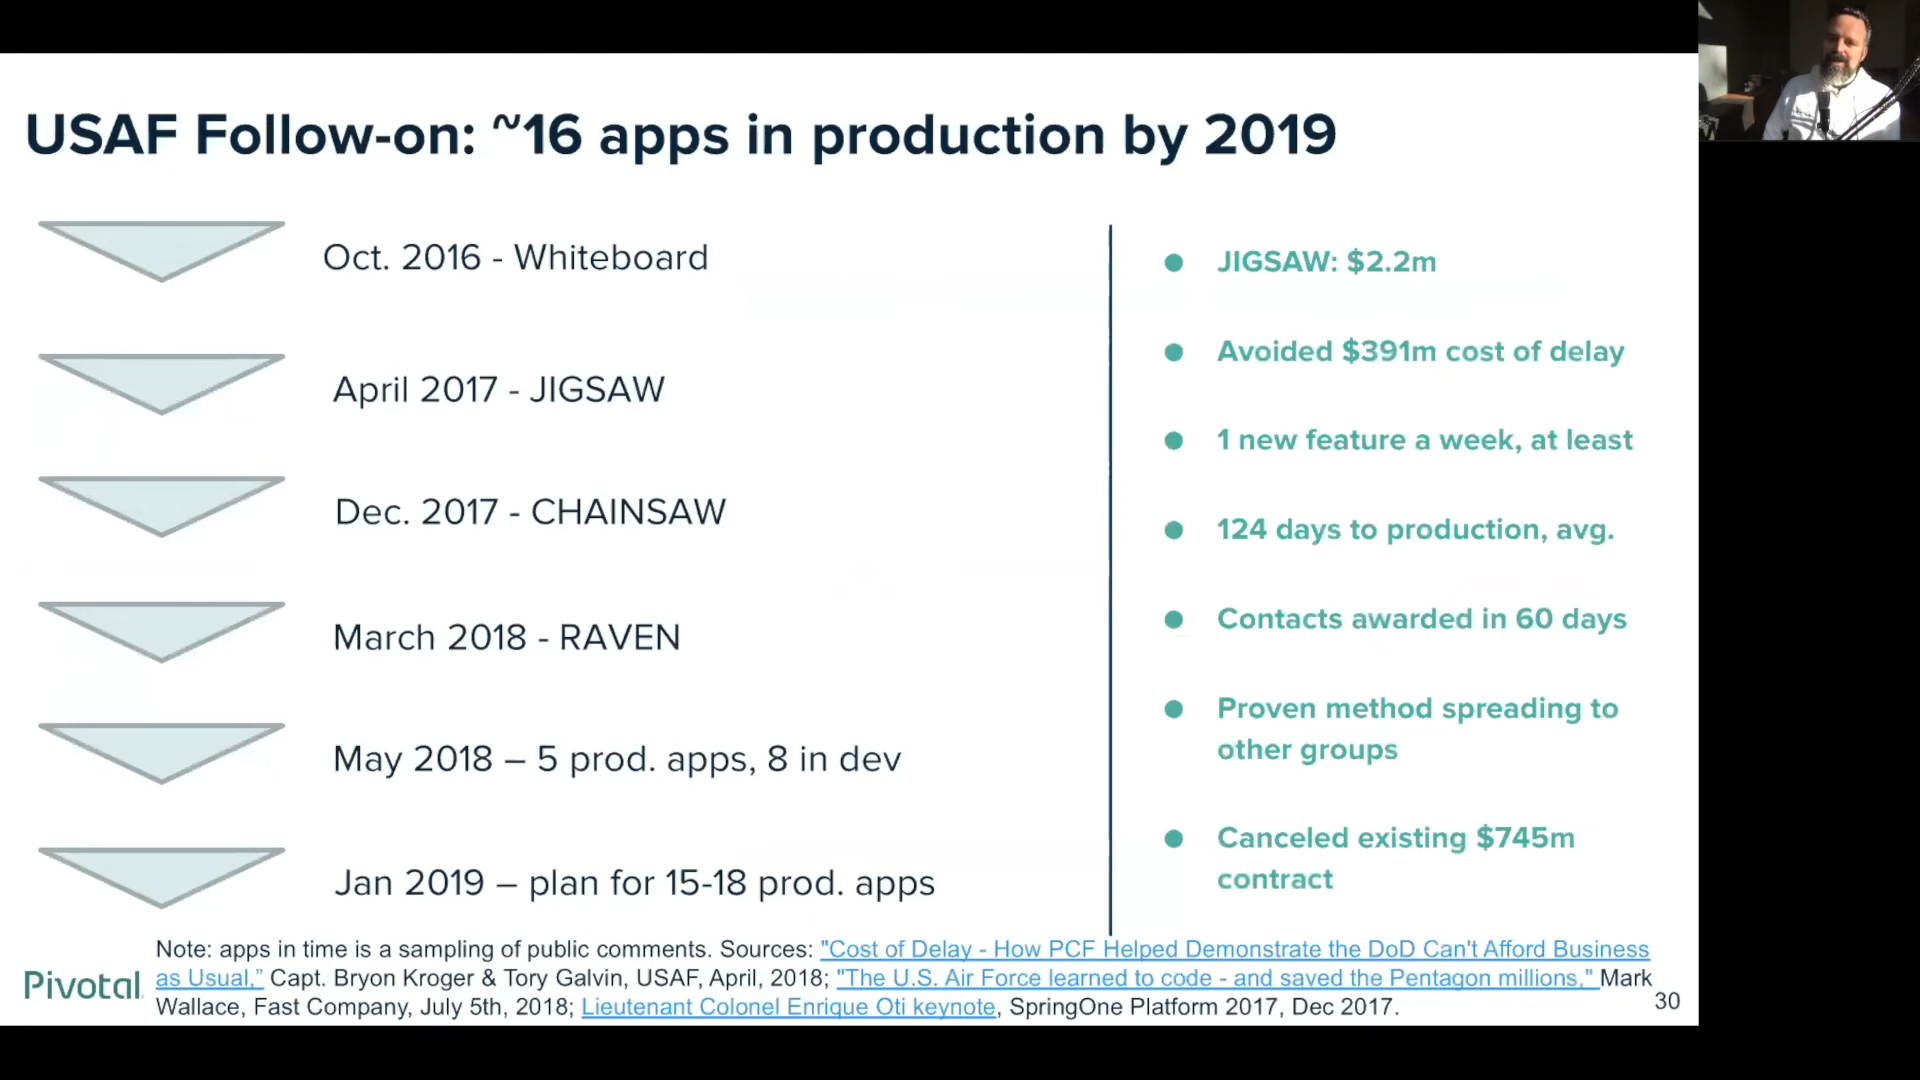 USAF Follow-on: ~16 apps in production by 2019
Oct. 2016 - Whiteboard
April 2017 - JIGSAW
Dec. 2017 - CHAINSAW
March 2018 - RAVEN
May 2018 – 5 prod. apps, 8 in dev
Jan 2019 – plan for 15-18 prod. apps
JIGSAW: $2.2m
Avoided $391m cost of delay
1 new feature a week, at least
124 days to production, avg.
Contacts awarded in 60 days
Proven method spreading to
other groups
Canceled existing $745m
contract
Note: apps in time is a sampling of public comments. Sources: "Cost of Delay - How PCF Helped Demonstrate the DoD Can't Afford Business
as Usual,” Capt. Bryon Kroger & Tory Galvin, USAF, April, 2018; "The U.S. Air Force learned to code - and saved the Pentagon millions," Mark
Wallace, Fast Company, July 5th, 2018; Lieutenant Colonel Enrique Oti keynote, SpringOne Platform 2017, Dec 2017.
Pivotal
30